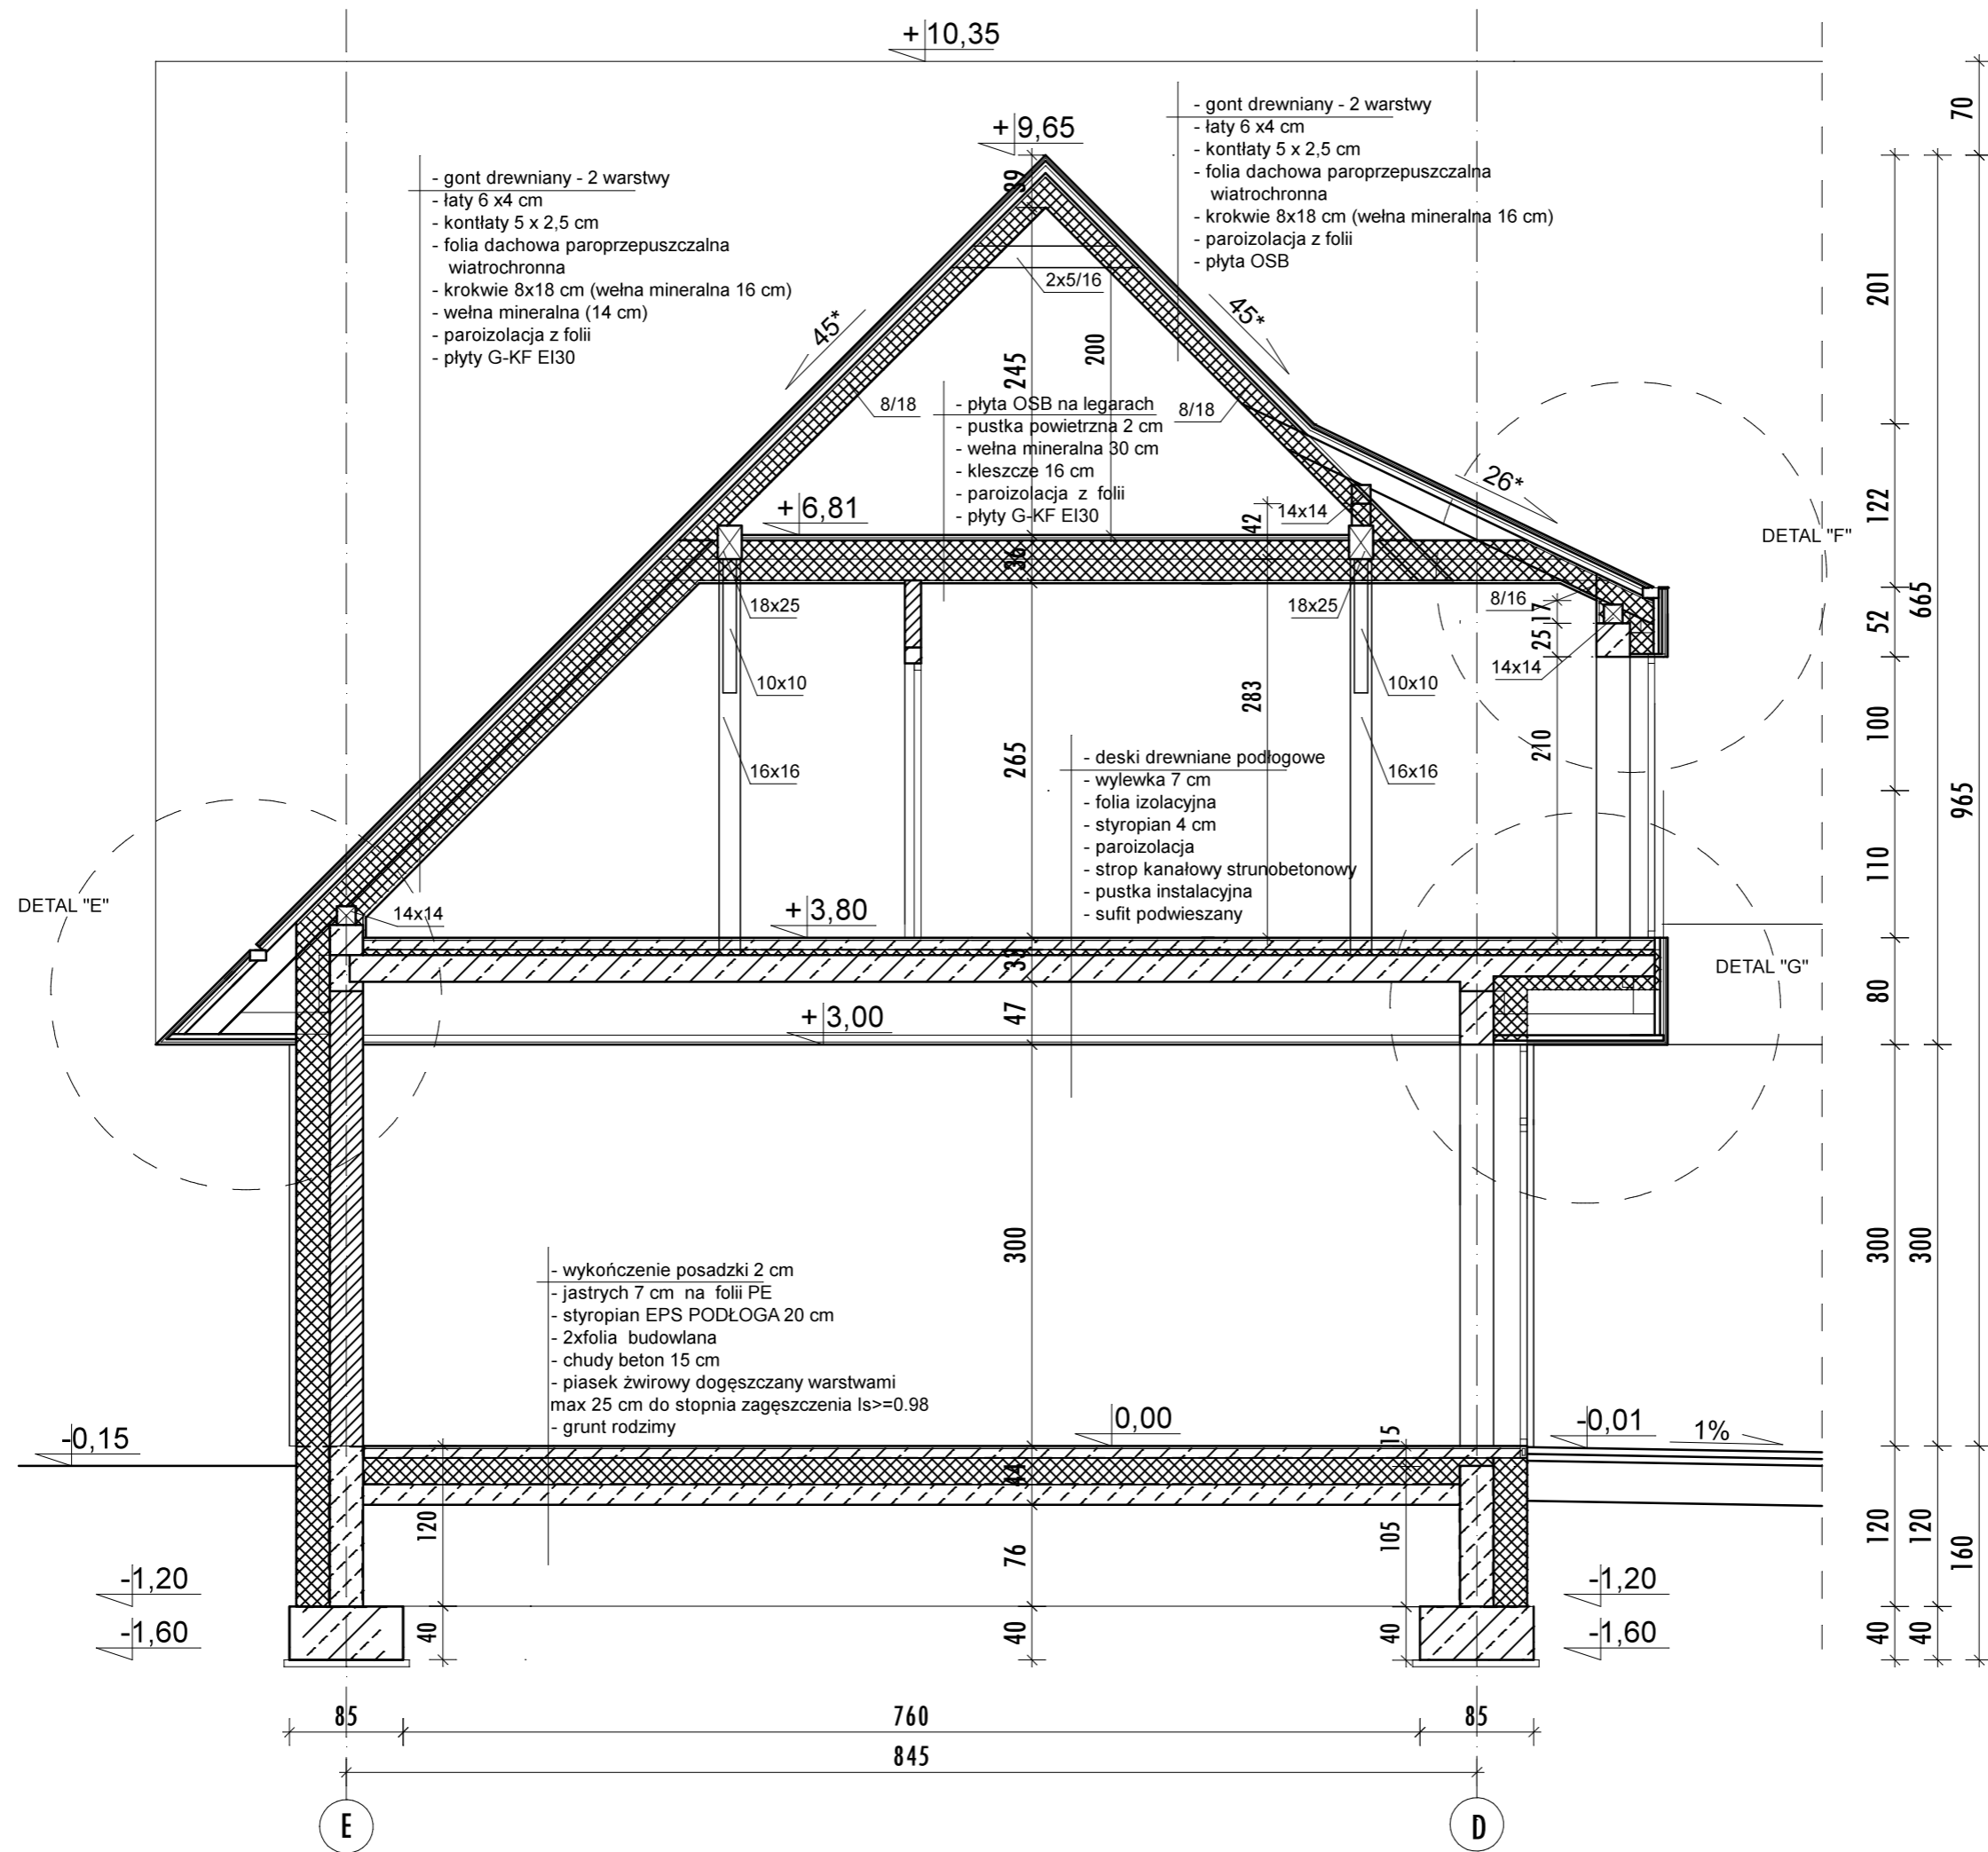 +10,35
70
- gont drewniany - 2 warstwy
- łaty 6 x4 cm
- kontłaty 5 x 2,5 cm
- folia dachowa paroprzepuszczalna
wiatrochronna
- krokwie 8x18 cm (wełna mineralna 16 cm)
- paroizolacja z folii
- płyta OSB
+9,65
- gont drewniany - 2 warstwy
- łaty 6 x4 cm
- kontłaty 5 x 2,5 cm
- folia dachowa paroprzepuszczalna
wiatrochronna
- krokwie 8x18 cm (wełna mineralna 16 cm)
- wełna mineralna (14 cm)
- paroizolacja z folii
- płyty G-KF EI30
39
2x5/16
201
45*
45*
245
200
8/18
8/18
- płyta OSB na legarach
- pustka powietrzna 2 cm
- wełna mineralna 30 cm
- kleszcze 16 cm
- paroizolacja z folii
- płyty G-KF EI30
26*
+6,81
42
14x14
122
DETAL "F"
36
18x25
18x25
8/16
17
25
14x14
52
665
10x10
10x10
283
100
16x16
16x16
265
210
- deski drewniane podłogowe
- wylewka 7 cm
- folia izolacyjna
- styropian 4 cm
- paroizolacja
- strop kanałowy strunobetonowy
- pustka instalacyjna
- sufit podwieszany
965
110
DETAL "E"
14x14
+3,80
33
DETAL "G"
80
+3,00
47
300
300
300
- wykończenie posadzki 2 cm
- jastrych 7 cm na folii PE
- styropian EPS PODŁOGA 20 cm
- 2xfolia budowlana
- chudy beton 15 cm
- piasek żwirowy dogęszczany warstwami
max 25 cm do stopnia zagęszczenia Is>=0.98
- grunt rodzimy
-0,15
0,00
15
-0,01
1%
44
120
76
105
120
120
160
-1,20
-1,20
-1,60
40
40
40
-1,60
40
40
85
760
85
845
E
D